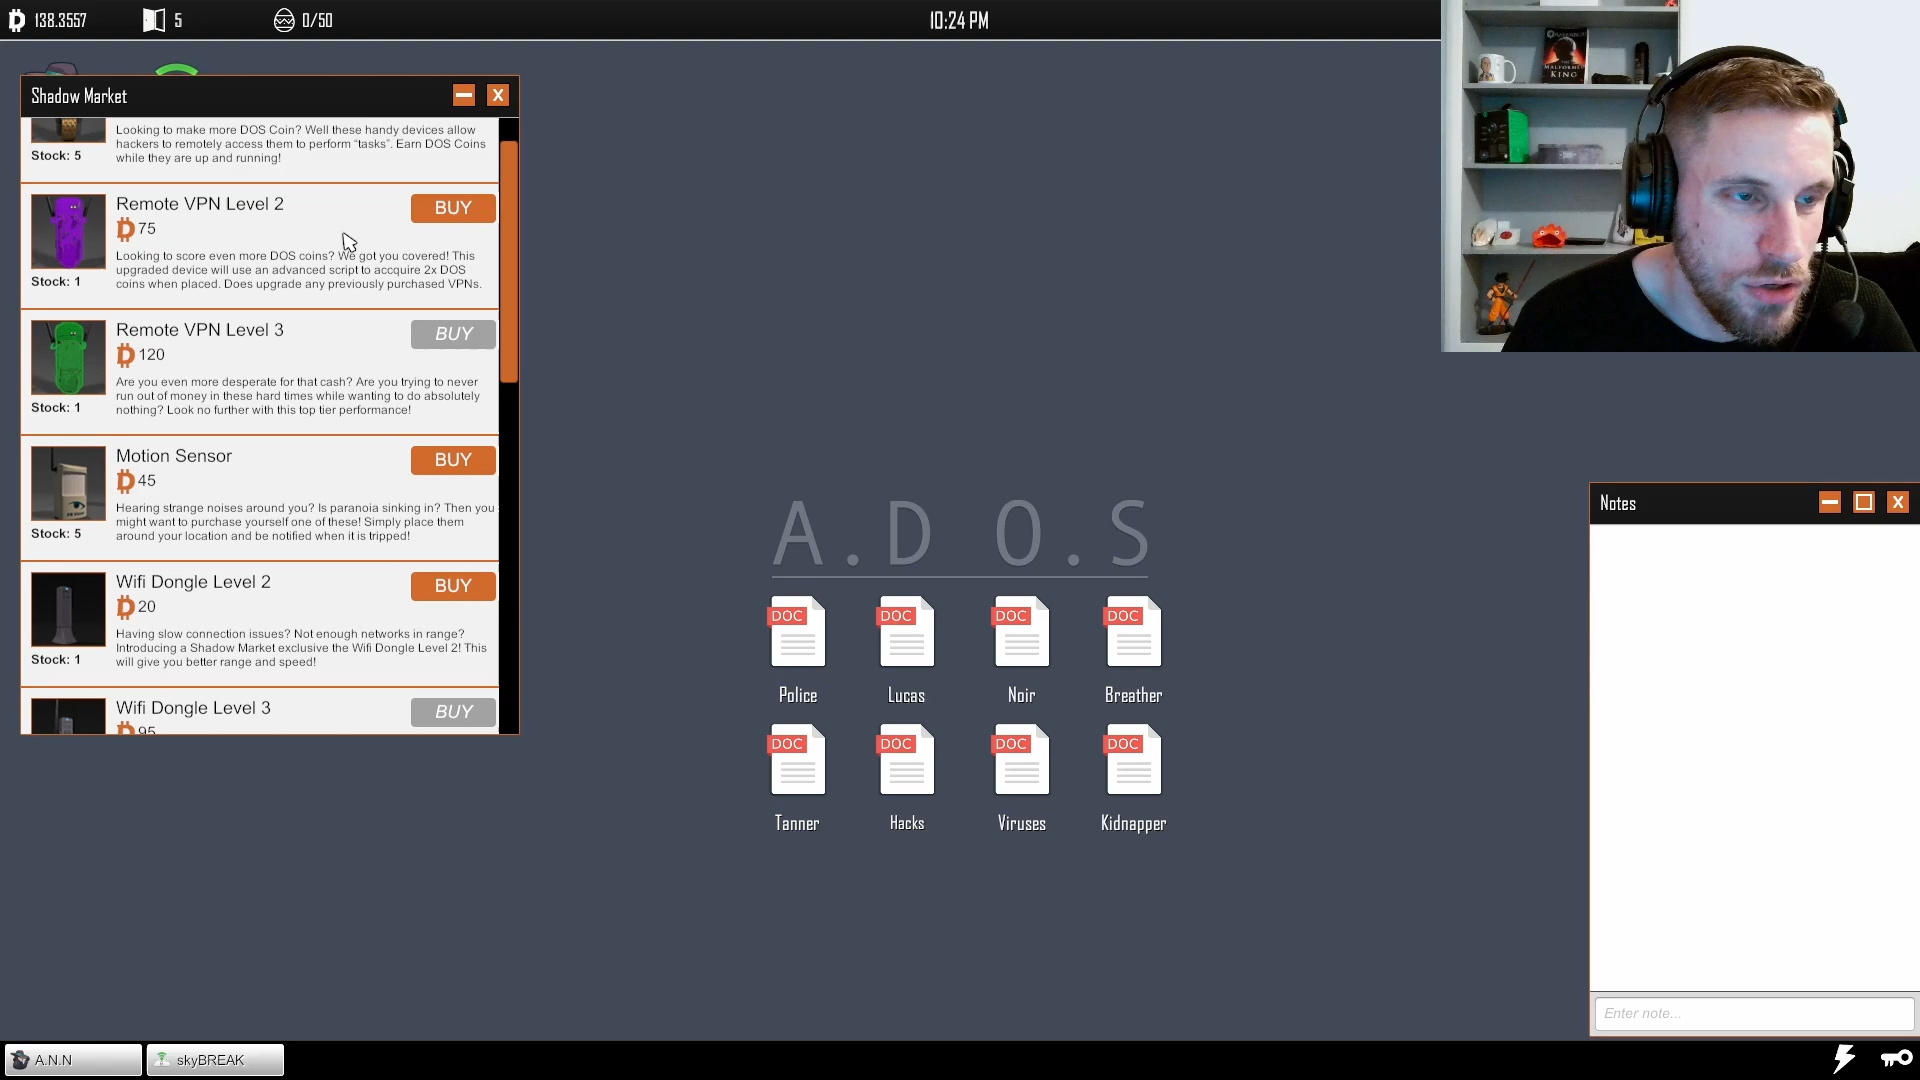 138.3557
5
0/50
10:24 PM
Shadow Market
Looking to make more DOS Coin? Well these handy devices allow
hackers to remotely access them to perform "tasks". Earn DOS Coins
while they are up and running!
Stock: 5
Remote VPN Level 2
BUY
75
Looking to score even more DOS coins? We got you covered! This
upgraded device will use an advanced script to accquire 2x DOS
coins when placed. Does upgrade any previously purchased VPNs.
Stock: 1
Remote VPN Level 3
BUY
120
Are you even more desperate for that cash? Are you trying to never
run out of money in these hard times while wanting to do absolutely
nothing? Look no further with this top tier performance!
Stock: 1
Motion Sensor
BUY
45
Hearing strange noises around you? Is paranoia sinking in? Then you
might want to purchase yourself one of these! Simply place them
around your location and be notified when it is tripped!
Stock: 5
Wifi Dongle Level 2
BUY
20
Having slow connection issues? Not enough networks in range?
Introducing a Shadow Market exclusive the Wifi Dongle Level 2! This
will give you better range and speed!
Stock: 1
Wifi Dongle Level 3
BUY
95
A.D O.S
DOC
DOC
DOC
DOC
Police
Lucas
Noir
Breather
DOC
DOC
DOC
DOC
Tanner
Hacks
Viruses
Kidnapper
MALFORMED
KING
Notes
Enter note...
A.N.N
skyBREAK